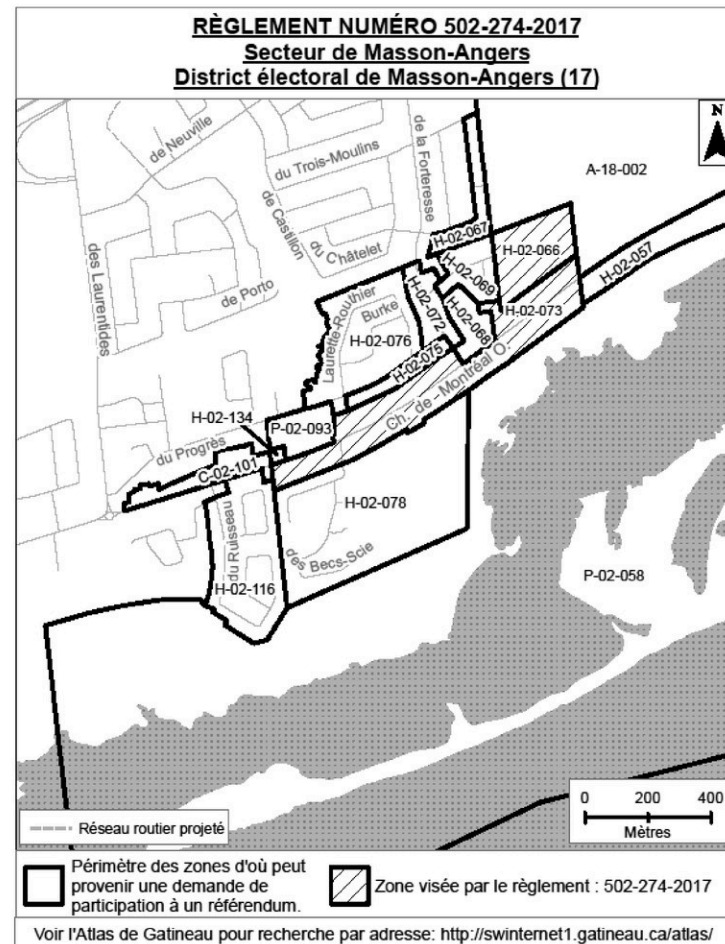 RÈGLEMENT NUMÉRO 502-274-2017
Secteur de Masson-Angers
District électoral de Masson-Angers (17)
N
de Neuville
du Trois-Moulins
de la Forteresse
A-18-002
de Castillon
des Laurentides
du Châtelet
H-02-067
H-02-066
H-02-057
H-02-069
de Porto
Laurette-Routhier
Burke
H-02-072
H-02-068
H-02-073
H-02-076
H-02-075
Ch. de Montréal O.
H-02-134
P-02-093
du Progrès
C-02-101
H-02-078
du Ruisseau
des Becs-Scie
P-02-058
H-02-116
0 200 400
Mètres
Réseau routier projeté
Périmètre des zones d'où peut
provenir une demande de
participation à un référendum.
Zone visée par le règlement : 502-274-2017
Voir l'Atlas de Gatineau pour recherche par adresse: http://swinternet1.gatineau.ca/atlas/